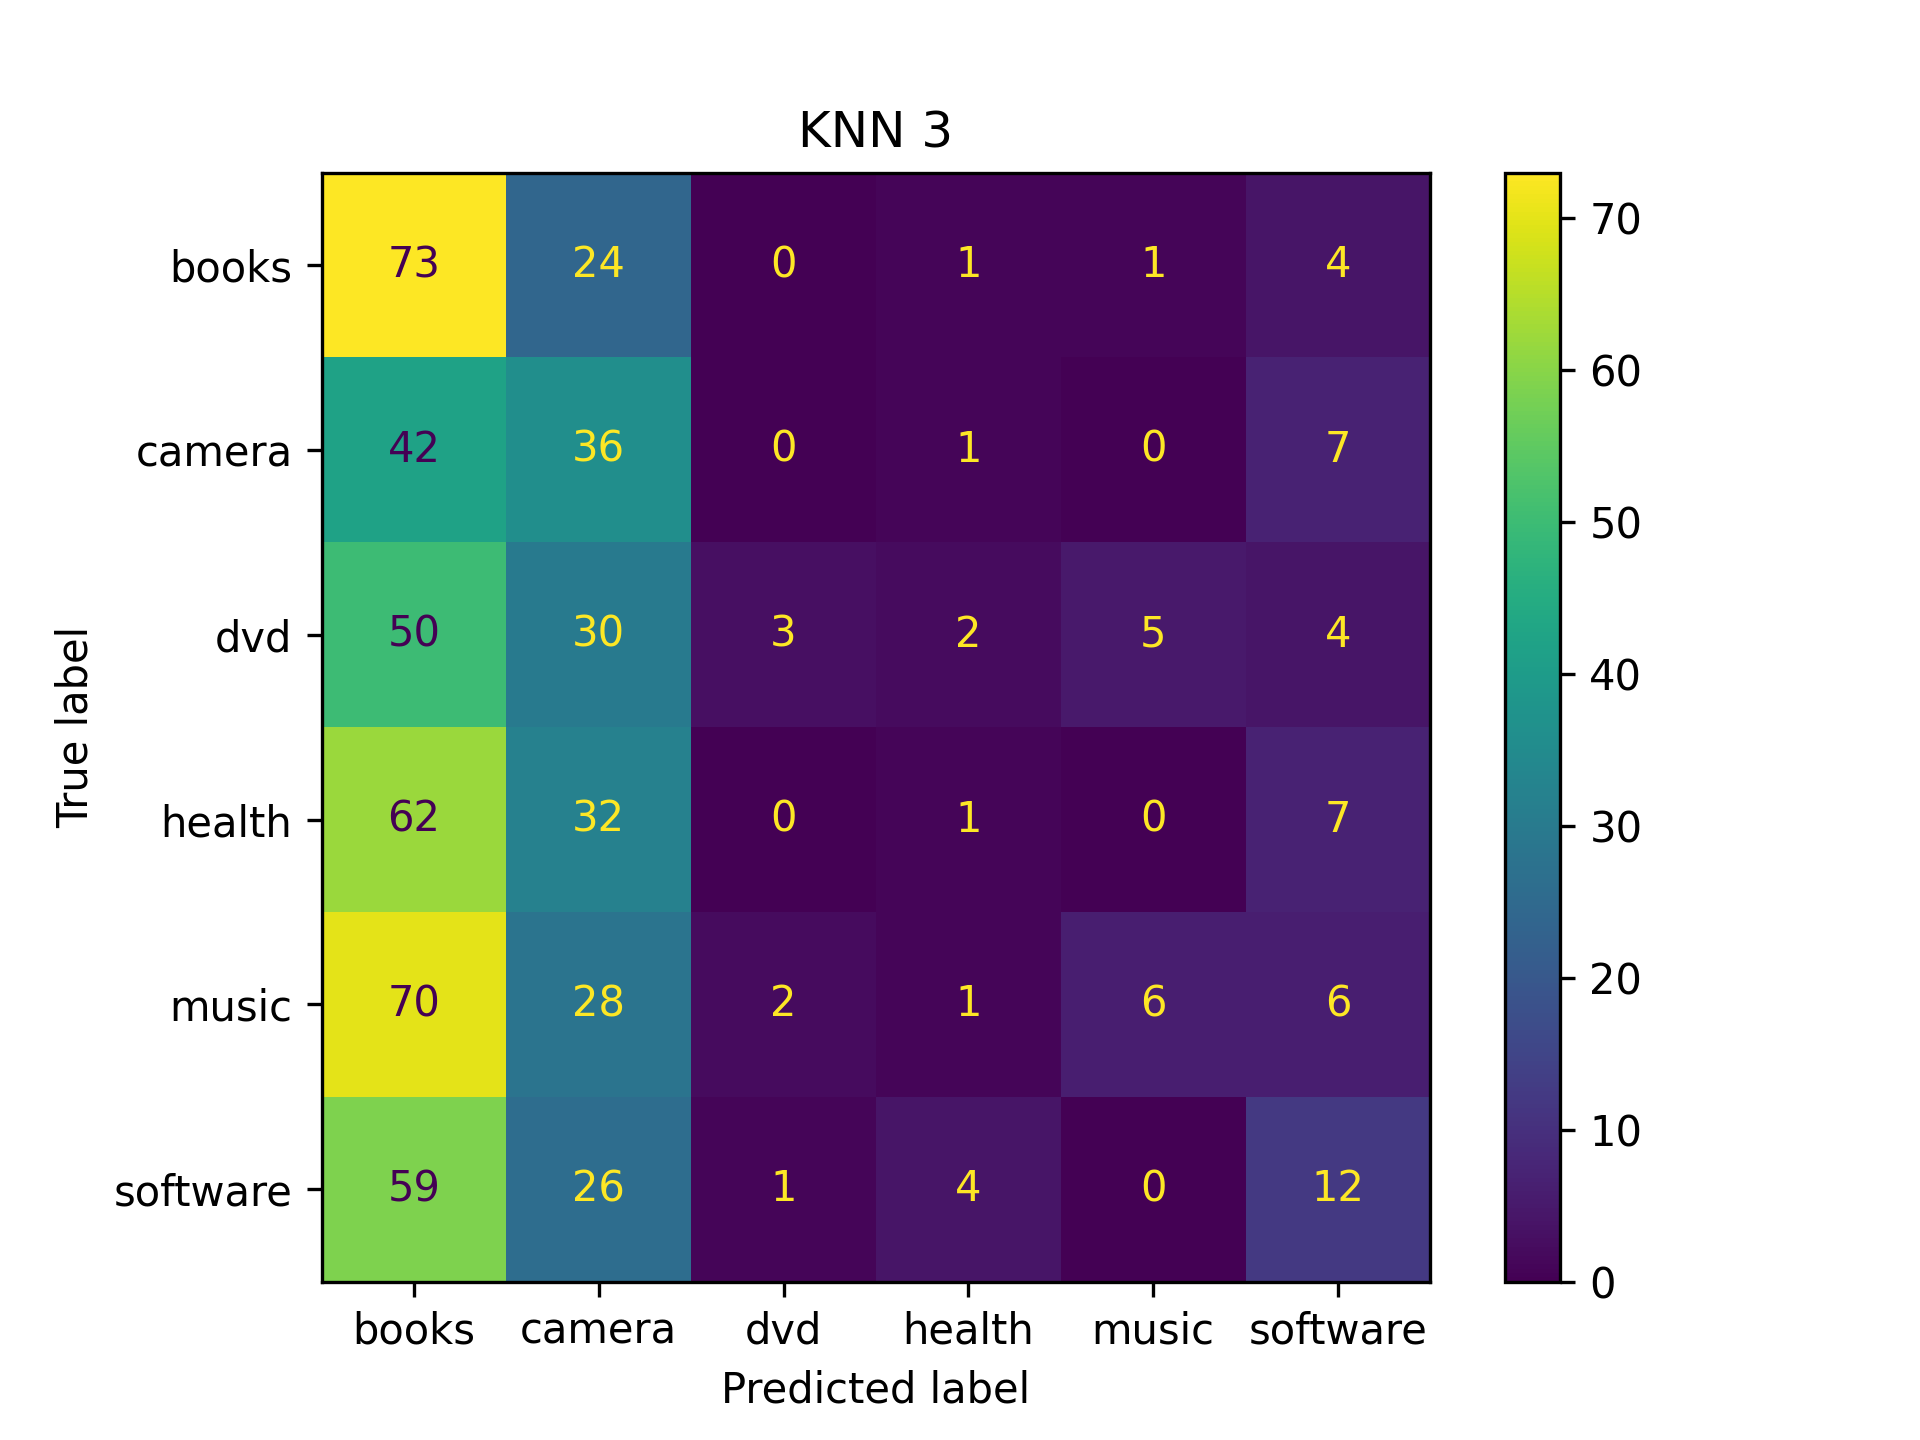 KNN 3
True label
books 73 24 0 1 1 4
camera 42 36 0 1 0 7
dvd 50 30 3 2 5 4
health 62 32 0 1 0 7
music 70 28 2 1 6 6
software 59 26 1 4 0 12
books camera dvd health music software
Predicted label
70
60
50
40
30
20
10
0